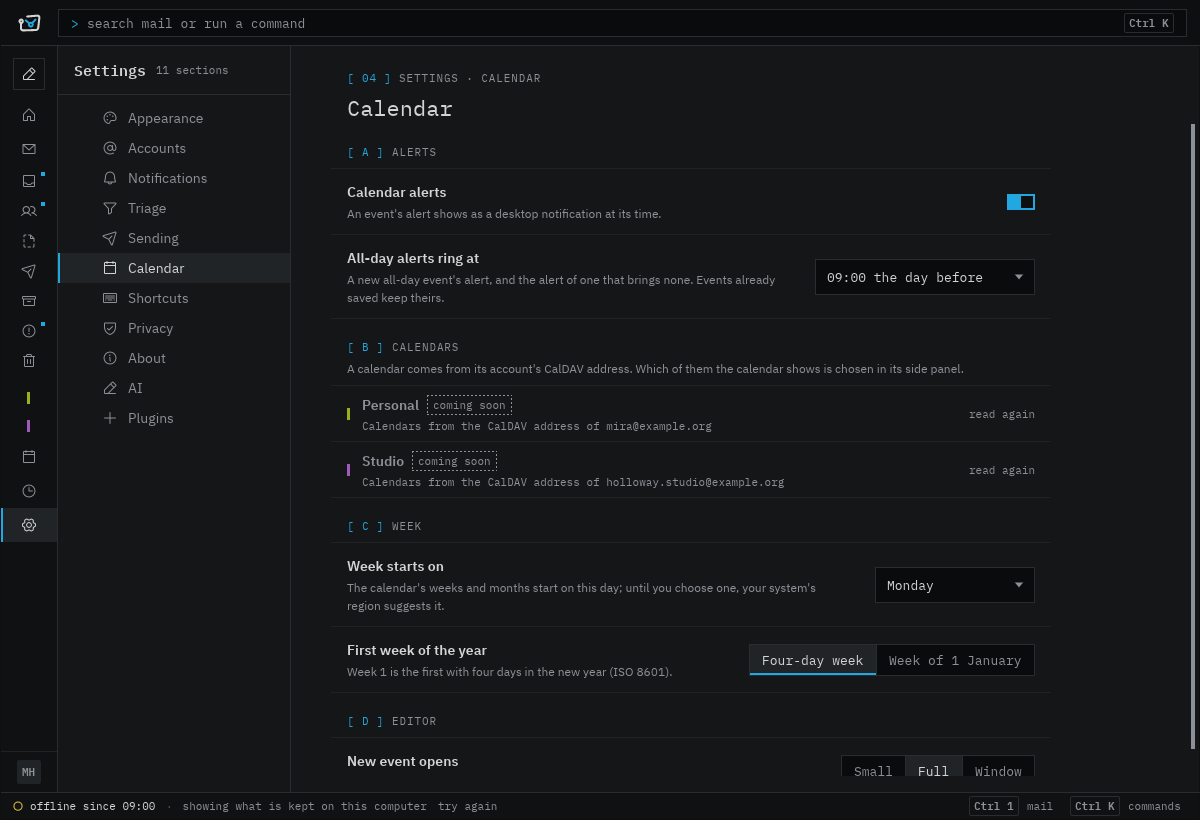 > search mail or run a command
Ctrl K
Settings 11 sections
Appearance
Accounts
Notifications
Triage
Sending
Calendar
Shortcuts
Privacy
About
AI
Plugins
MH
[ 04 ] SETTINGS · CALENDAR
Calendar
[ A ] ALERTS
Calendar alerts
An event's alert shows as a desktop notification at its time.
All-day alerts ring at
A new all-day event's alert, and the alert of one that brings none. Events already
saved keep theirs.
09:00 the day before
[ B ] CALENDARS
A calendar comes from its account's CalDAV address. Which of them the calendar shows is chosen in its side panel.
Personal coming soon
Calendars from the CalDAV address of mira@example.org
read again
Studio coming soon
Calendars from the CalDAV address of holloway.studio@example.org
read again
[ C ] WEEK
Week starts on
The calendar's weeks and months start on this day; until you choose one, your system's
region suggests it.
Monday
First week of the year
Week 1 is the first with four days in the new year (ISO 8601).
Four-day week Week of 1 January
[ D ] EDITOR
New event opens
Small Full Window
offline since 09:00 · showing what is kept on this computer try again
Ctrl 1 mail Ctrl K commands